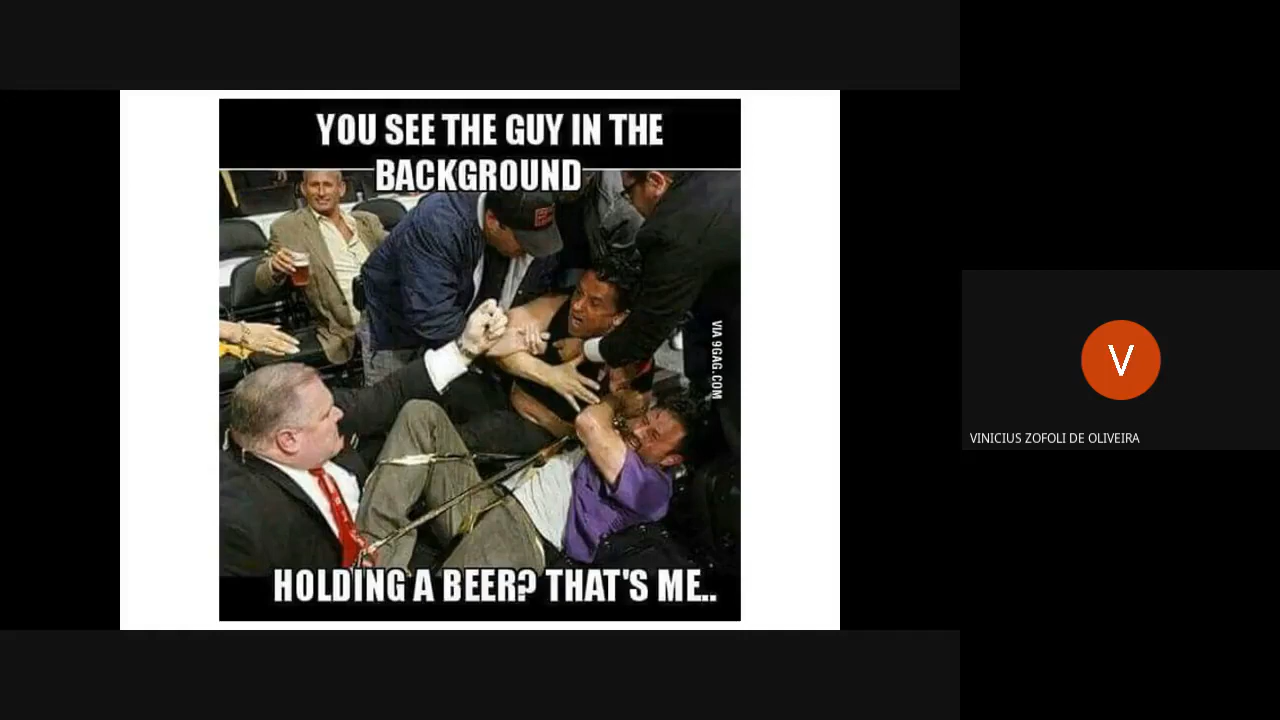 YOU SEE THE GUY IN THE
BACKGROUND
VIA 9GAG.COM
HOLDING A BEER? THAT'S ME..
V
VINICIUS ZOFOLI DE OLIVEIRA